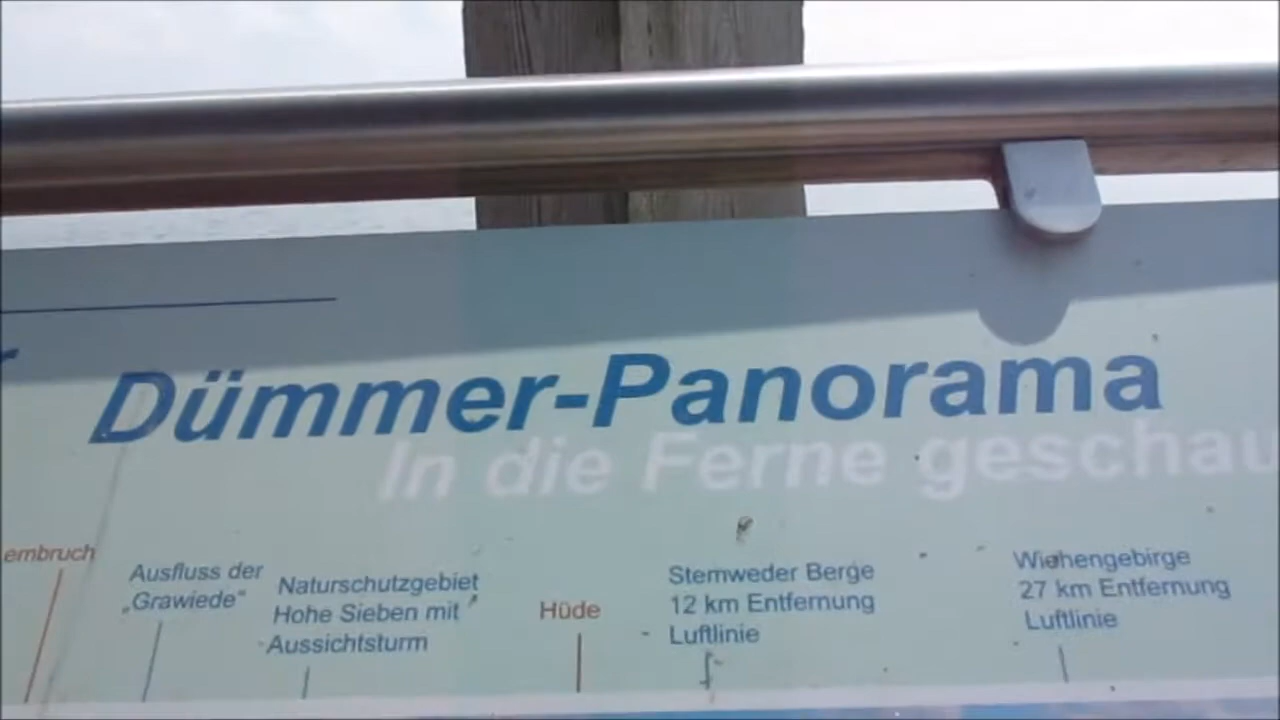 Dümmer-Panorama
In die Ferne geschau
embruch
Ausfluss der
„Grawiede“
Naturschutzgebiet
Hohe Sieben mit
Aussichtsturm
Hüde
Stemweder Berge
12 km Entfernung
Luftlinie
Wiehengebirge
27 km Entfernung
Luftlinie